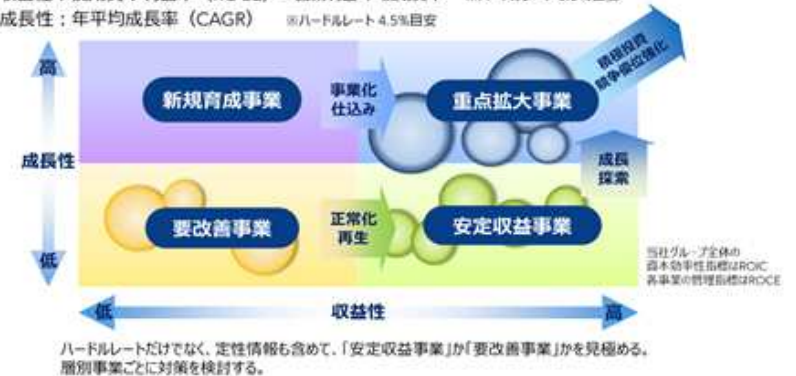 成長性：年平均成長率（CAGR） ※ハードルレート 4.5%目安
高
新規育成事業
事業化
仕込み
重点拡大事業
積極投資
競争優位強化
成長性
成長
探索
要改善事業
正常化
再生
安定収益事業
低
当社グループ全体の
資本効率性指標はROIC
各事業の管理指標はROCE
低
収益性
高
ハードルレートだけでなく、定性情報も含めて、「安定収益事業」か「要改善事業」かを見極める。
層別事業ごとに対策を検討する。